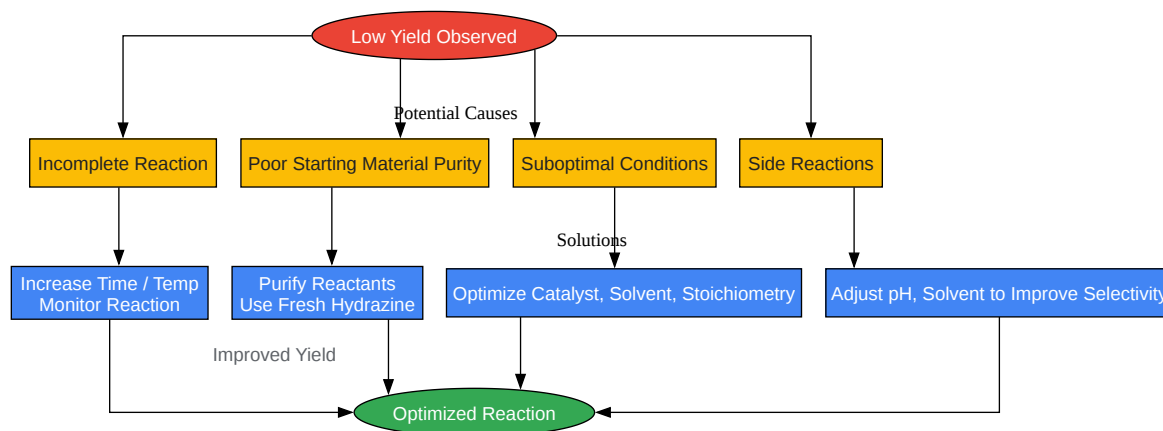 Low Yield Observed
Potential Causes
Incomplete Reaction
Poor Starting Material Purity
Suboptimal Conditions
Side Reactions
Solutions
Increase Time / Temp
Monitor Reaction
Purify Reactants
Use Fresh Hydrazine
Optimize Catalyst, Solvent, Stoichiometry
Adjust pH, Solvent to Improve Selectivity
Improved Yield
Optimized Reaction